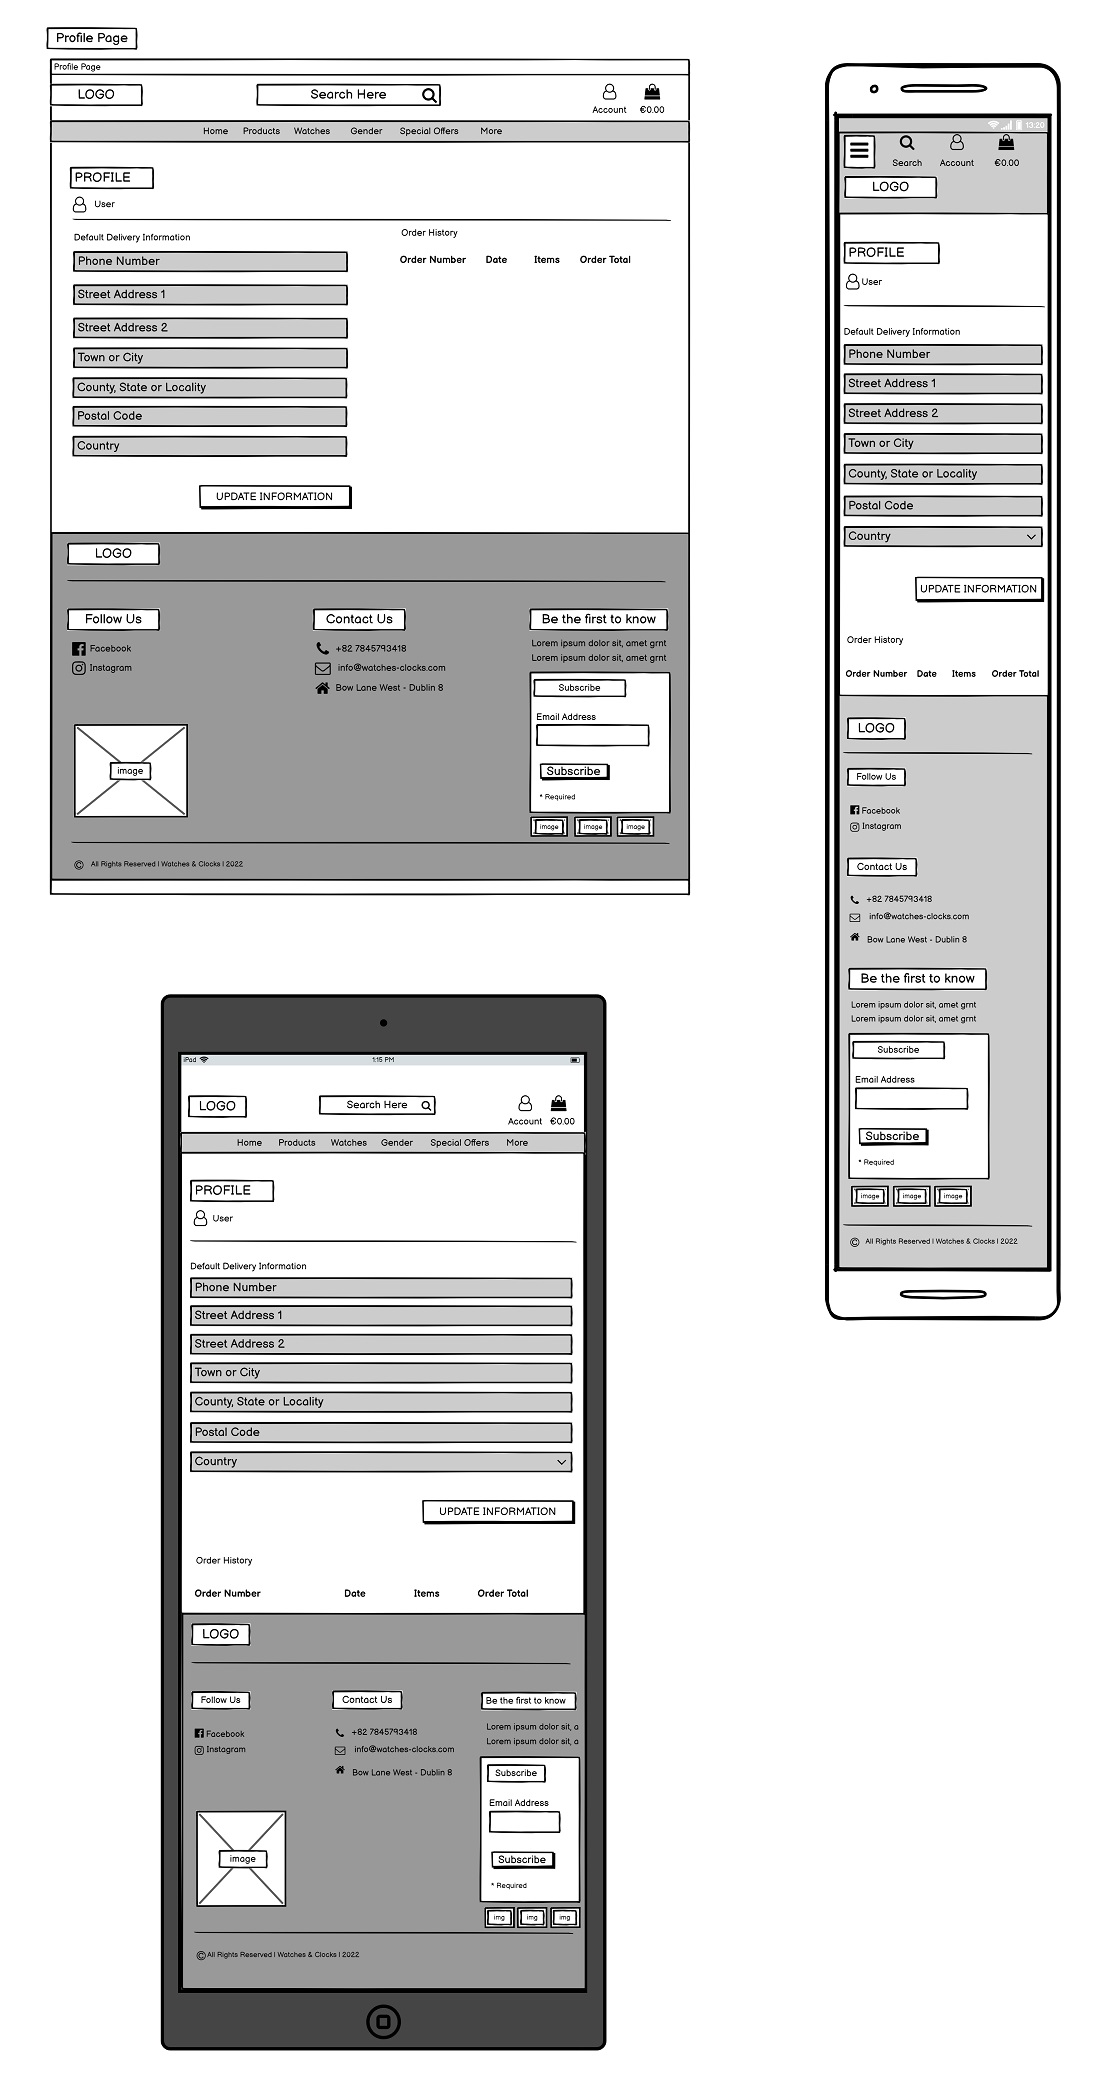 Profile Page
Profile Page
LOGO
Search Here
Account
€0.00
Home Products Watches Gender Special Offers More
PROFILE
User
Default Delivery Information
Phone Number
Street Address 1
Street Address 2
Town or City
County, State or Locality
Postal Code
Country
UPDATE INFORMATION
Order History
Order Number Date Items Order Total
LOGO
Follow Us
Facebook
Instagram
image
Contact Us
+82 7845793418
info@watches-clocks.com
Bow Lane West - Dublin 8
Be the first to know
Lorem ipsum dolor sit, amet grnt
Lorem ipsum dolor sit, amet grnt
Subscribe
Email Address
Subscribe
* Required
image image image
© All Rights Reserved | Watches & Clocks | 2022
13:20
Search
Account
€0.00
LOGO
PROFILE
User
Default Delivery Information
Phone Number
Street Address 1
Street Address 2
Town or City
County, State or Locality
Postal Code
Country
UPDATE INFORMATION
Order History
Order Number Date Items Order Total
LOGO
Follow Us
Facebook
Instagram
Contact Us
+82 7845793418
info@watches-clocks.com
Bow Lane West - Dublin 8
Be the first to know
Lorem ipsum dolor sit, amet grnt
Lorem ipsum dolor sit, amet grnt
Subscribe
Email Address
Subscribe
* Required
image image image
© All Rights Reserved | Watches & Clocks | 2022
iPad 1:15 PM
LOGO
Search Here
Account
€0.00
Home Products Watches Gender Special Offers More
PROFILE
User
Default Delivery Information
Phone Number
Street Address 1
Street Address 2
Town or City
County, State or Locality
Postal Code
Country
UPDATE INFORMATION
Order History
Order Number Date Items Order Total
LOGO
Follow Us
Facebook
Instagram
image
Contact Us
+82 7845793418
info@watches-clocks.com
Bow Lane West - Dublin 8
Be the first to know
Lorem ipsum dolor sit, a
Lorem ipsum dolor sit, a
Subscribe
Email Address
Subscribe
* Required
img img img
© All Rights Reserved | Watches & Clocks | 2022